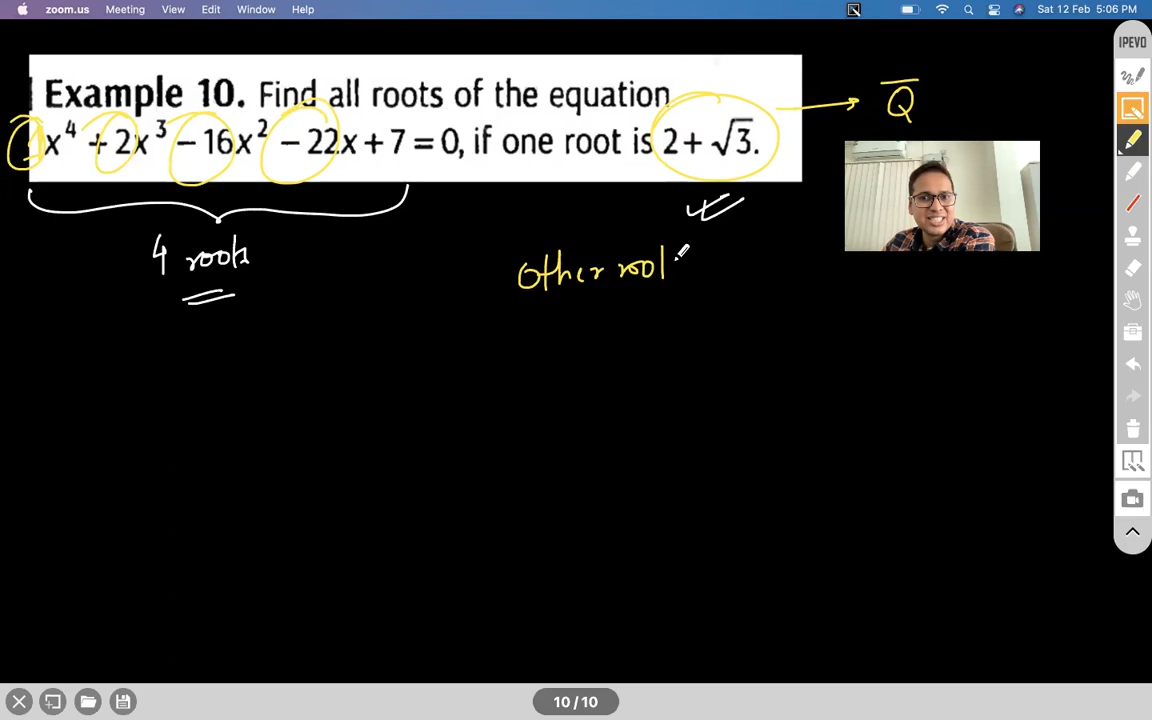 zoom.us Meeting View Edit Window Help Sat 12 Feb 5:06 PM
IPEVO
Example 10. Find all roots of the equation
1x⁴ + 2x³ − 16x² − 22x + 7 = 0, if one root is 2 + √3.
Q̅
4 roots
other rool
10 / 10